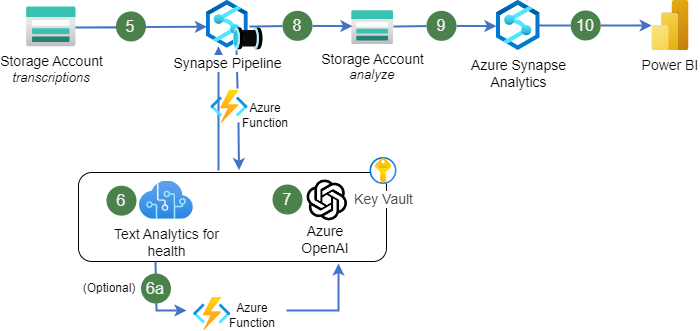 5
8
9
10
Storage Account
transcriptions
Synapse Pipeline
Storage Account
analyze
Azure Synapse
Analytics
Power BI
Azure
Function
6
7
Key Vault
Text Analytics for
health
Azure
OpenAI
(Optional)
6a
Azure
Function